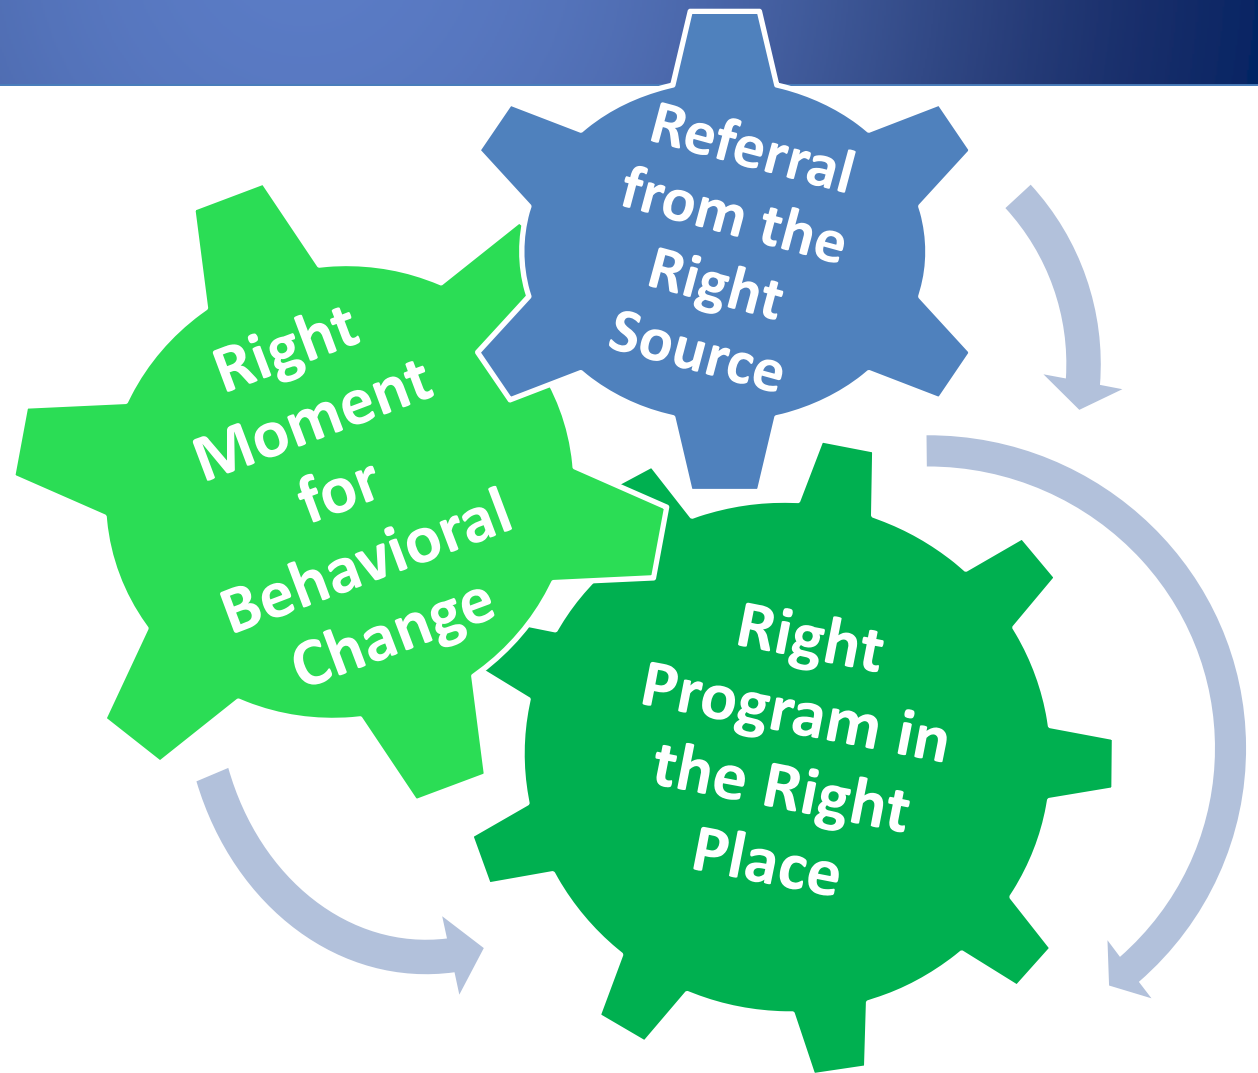 Referral
from the
Right
Source
Right
Moment
for
Behavioral
Change
Right
Program in
the Right
Place